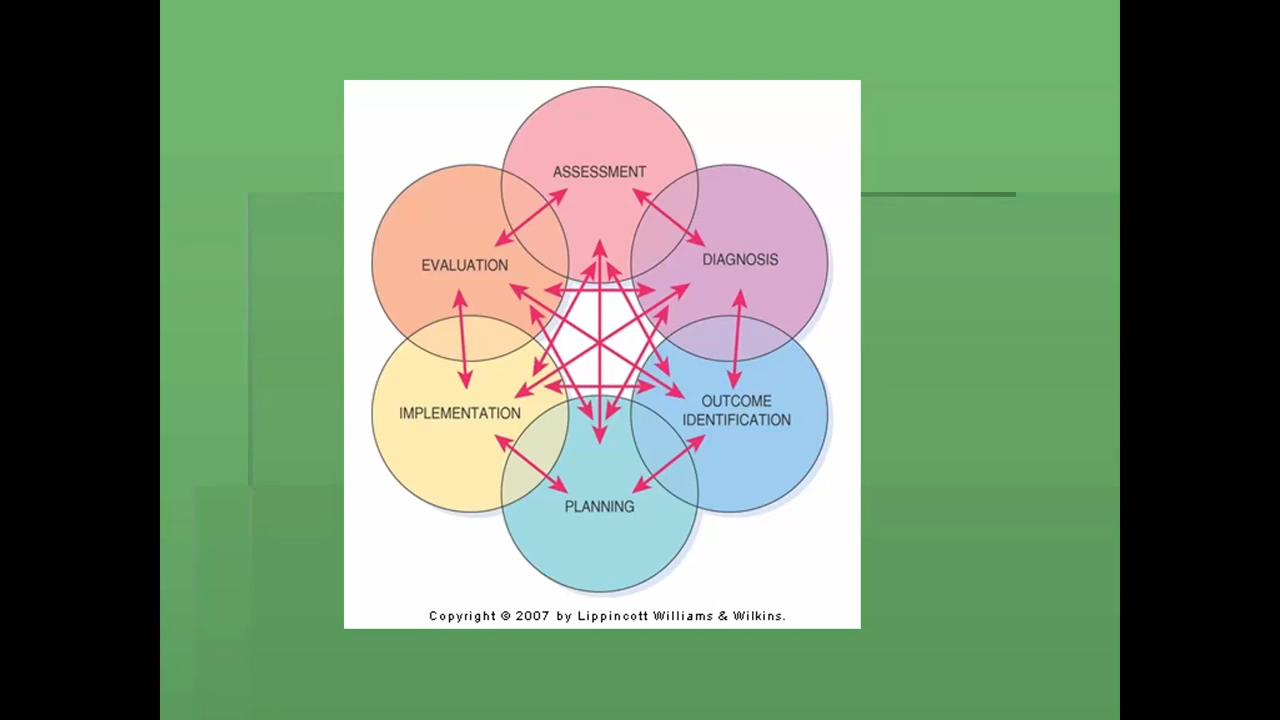 ASSESSMENT
DIAGNOSIS
EVALUATION
OUTCOME
IDENTIFICATION
IMPLEMENTATION
PLANNING
Copyright © 2007 by Lippincott Williams & Wilkins.